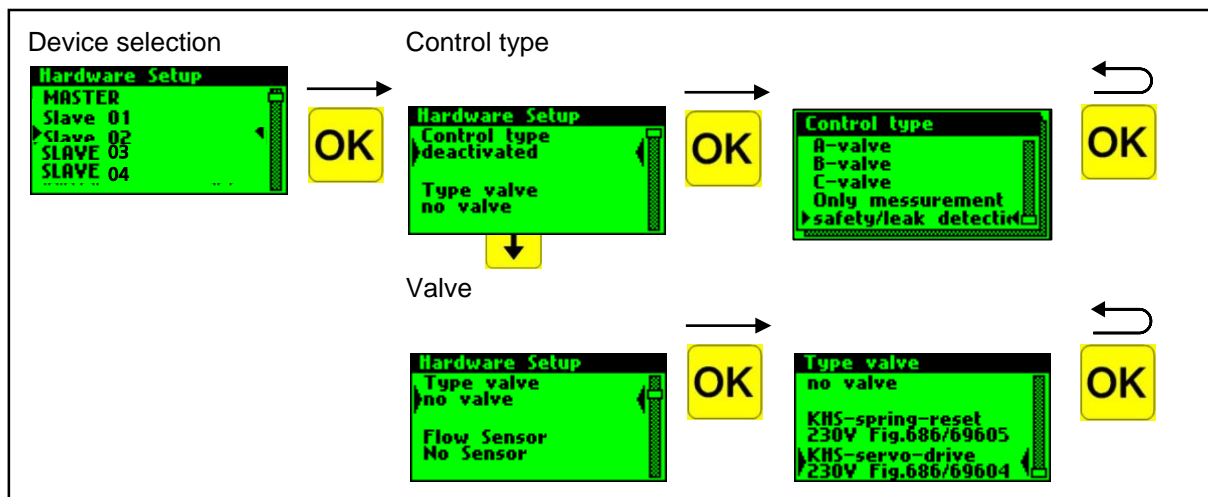 Device selection
Control type
Hardware Setup
MASTER
Slave 01
Slave 02
SLAVE 03
SLAVE 04
OK
Hardware Setup
Control type
deactivated
Type valve
no valve
OK
Control type
A-valve
B-valve
C-valve
Only messurement
safety/leak detecti
OK
Valve
Hardware Setup
Type valve
no valve
Flow Sensor
No Sensor
OK
Type valve
no valve
KHS-spring-reset
230V Fig.686/69605
KHS-servo-drive
230V Fig.686/69604
OK